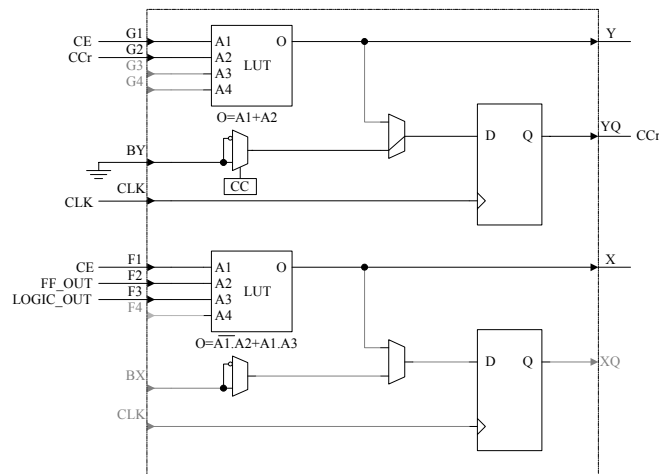 CE G1 A1 O Y
CCr G2 A2 LUT
G3 A3
G4 A4
O=A1+A2
D Q YQ CCr
BY
CC
CLK
CLK
CE F1 A1 O X
FF_OUT F2 A2 LUT
LOGIC_OUT F3 A3
F4 A4
O=A̅1̅.A2+A1.A3
D Q XQ
BX
CLK